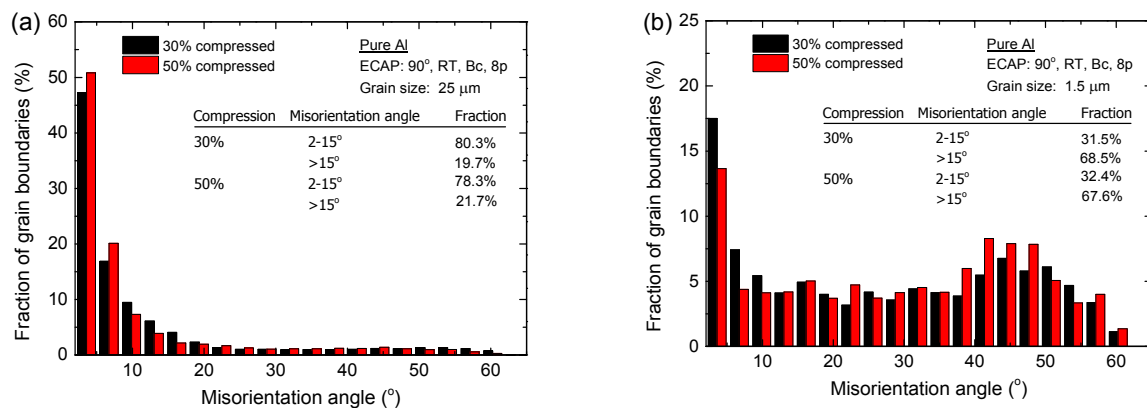 (a)
60
50
40
30
20
10
0
Fraction of grain boundaries (%)
30% compressed
50% compressed
Pure Al
ECAP: 90°, RT, Bc, 8p
Grain size: 25 μm
Compression Misorientation angle Fraction
30% 2-15° 80.3%
>15° 19.7%
50% 2-15° 78.3%
>15° 21.7%
10 20 30 40 50 60
Misorientation angle (°)
(b)
25
20
15
10
5
0
Fraction of grain boundaries (%)
30% compressed
50% compressed
Pure Al
ECAP: 90°, RT, Bc, 8p
Grain size: 1.5 μm
Compression Misorientation angle Fraction
30% 2-15° 31.5%
>15° 68.5%
50% 2-15° 32.4%
>15° 67.6%
10 20 30 40 50 60
Misorientation angle (°)